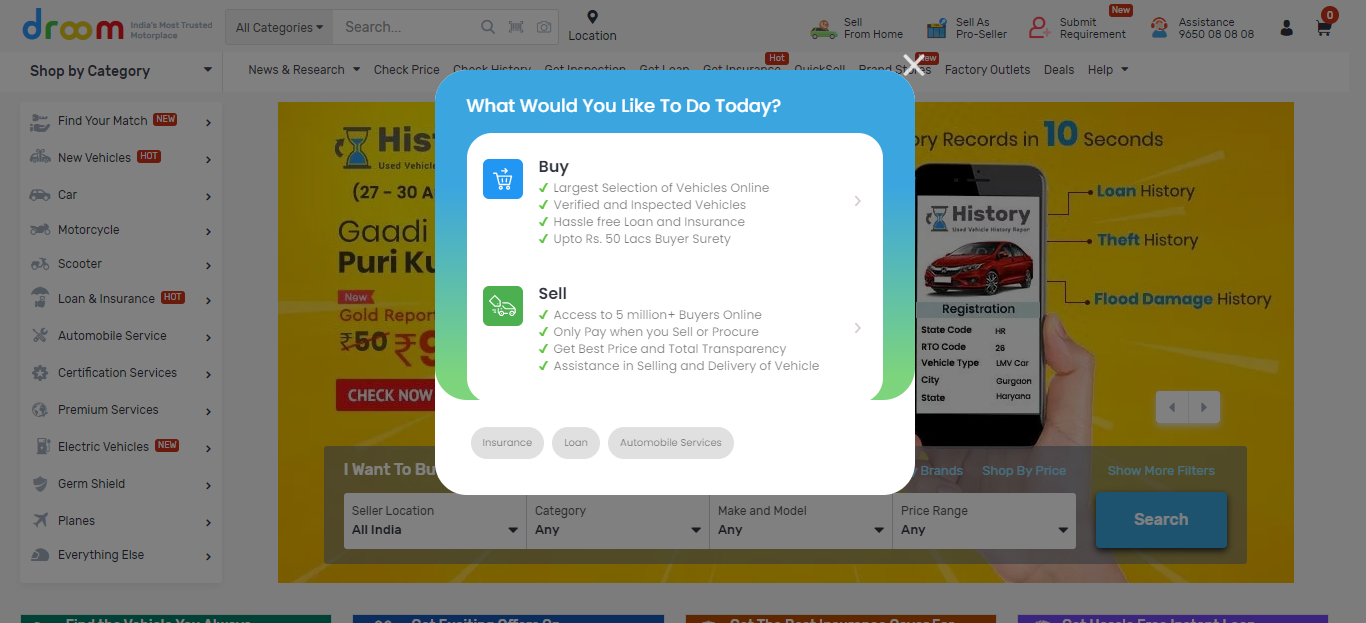 droom
India's Most Trusted
Motorplace
All Categories
Search...
Location
Sell
From Home
Sell As
Pro-Seller
New
Submit
Requirement
Assistance
9650 08 08 08
0
Shop by Category
News & Research
Check Price
Check History
Get Inspection
Get Loan
Get Insurance
Hot
QuickSell
Brand Stores
New
Factory Outlets
Deals
Help
Find Your Match NEW
New Vehicles HOT
Car
Motorcycle
Scooter
Loan & Insurance HOT
Automobile Service
Certification Services
Premium Services
Electric Vehicles NEW
Germ Shield
Planes
Everything Else
What Would You Like To Do Today?
Buy
Largest Selection of Vehicles Online
Verified and Inspected Vehicles
Hassle free Loan and Insurance
Upto Rs. 50 Lacs Buyer Surety
Sell
Access to 5 million+ Buyers Online
Only Pay when you Sell or Procure
Get Best Price and Total Transparency
Assistance in Selling and Delivery of Vehicle
Insurance
Loan
Automobile Services
Used Vehicle
(27 - 30 A
Gaadi
Puri Ku
New
Gold Repor
₹50 ₹9
CHECK NOW
ory Records in 10 Seconds
Loan History
Theft History
Flood Damage History
History
Used Vehicle History Repor
Registration
State Code HR
RTO Code 26
Vehicle Type LMV Car
City Gurgaon
State Haryana
I Want To Bu
Brands
Shop By Price
Show More Filters
Seller Location
All India
Category
Any
Make and Model
Any
Price Range
Any
Search